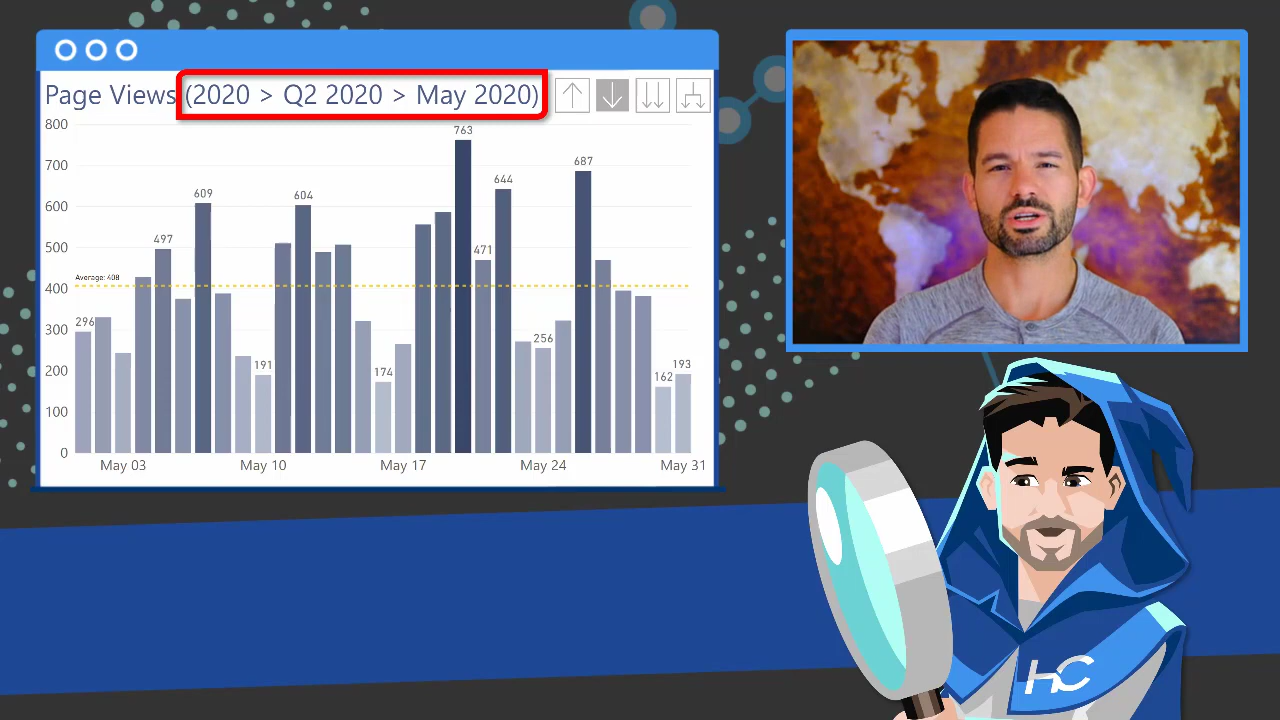 Page Views (2020 > Q2 2020 > May 2020)
800
700
600
500
400
300
200
100
0
Average: 408
296
497
609
191
604
174
763
471
644
256
687
162
193
May 03
May 10
May 17
May 24
May 31
HC